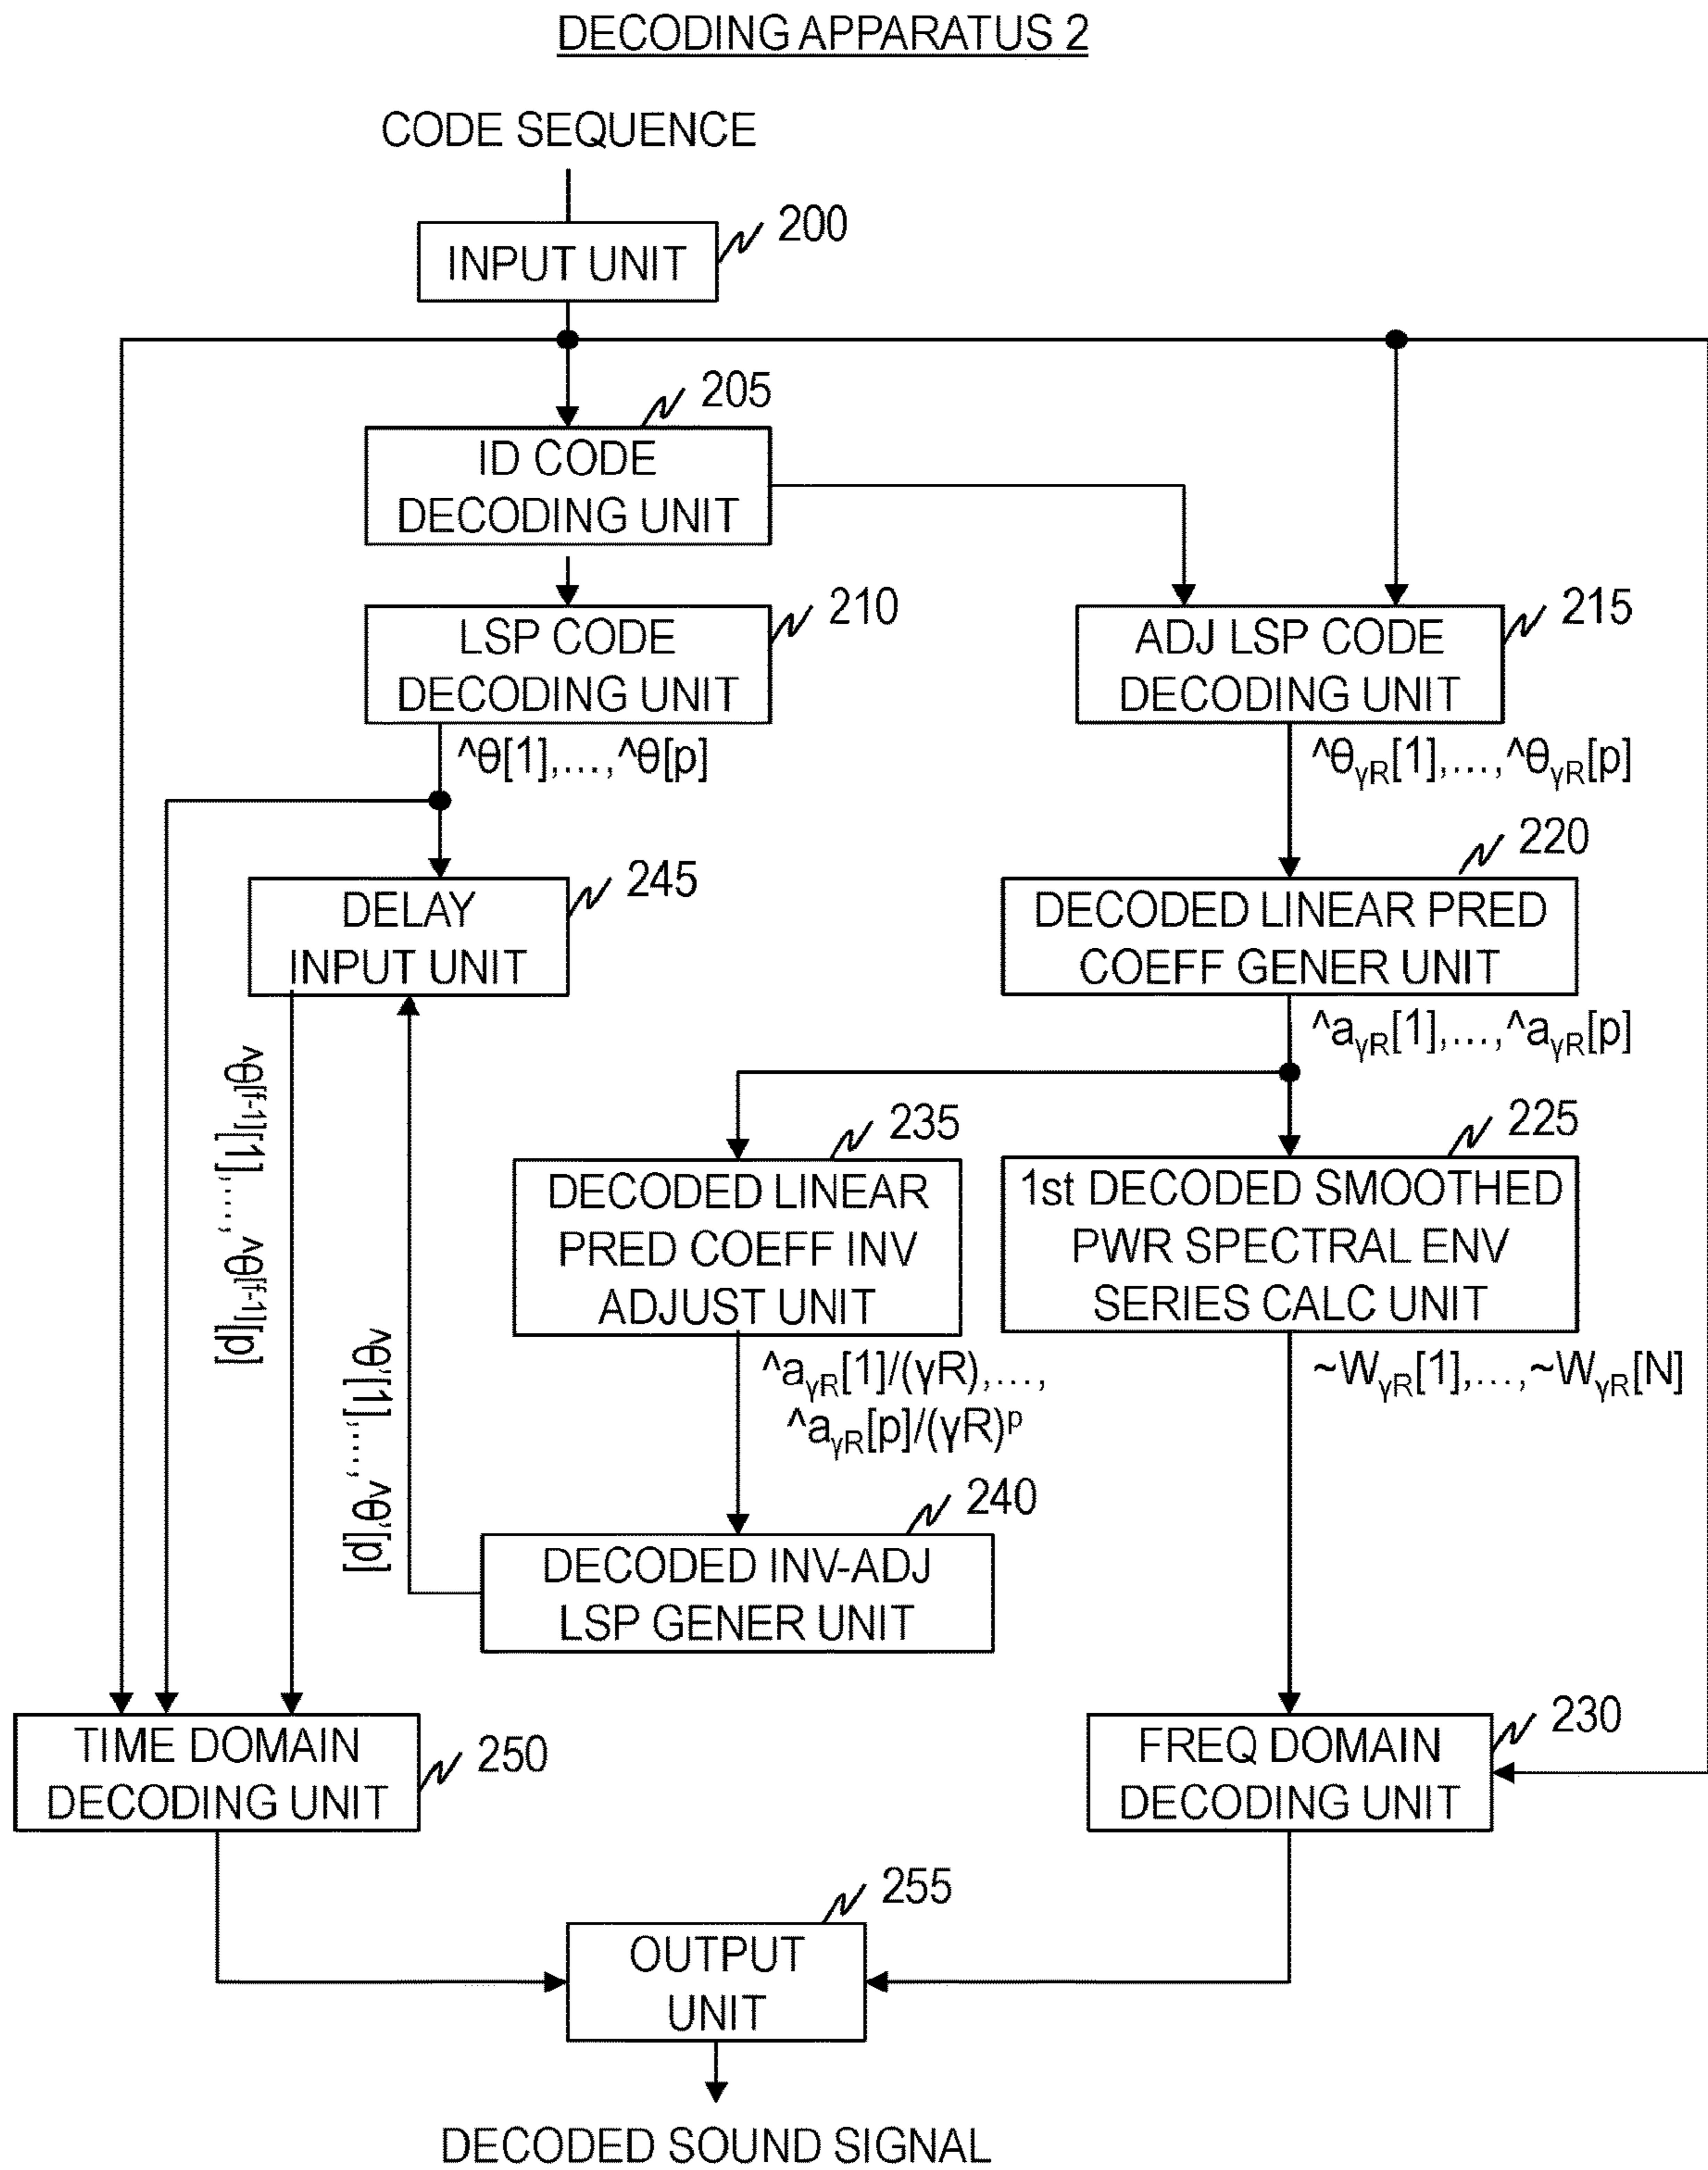 DECODING APPARATUS 2
CODE SEQUENCE
200
INPUT UNIT
205
ID CODE
DECODING UNIT
210
LSP CODE
DECODING UNIT
215
ADJ LSP CODE
DECODING UNIT
^θ[1],...,^θ[p]
^θγR[1],...,^θγR[p]
220
245
DELAY
INPUT UNIT
DECODED LINEAR PRED
COEFF GENER UNIT
^aγR[1],...,^aγR[p]
^θ[f-1][1],..., ^θ[f-1][p]
235
225
DECODED LINEAR
PRED COEFF INV
ADJUST UNIT
1st DECODED SMOOTHED
PWR SPECTRAL ENV
SERIES CALC UNIT
^θ'[1],..., ^θ'[p]
^aγR[1]/(γR),...,
^aγR[p]/(γR)ᵖ
~WγR[1],...,~WγR[N]
240
DECODED INV-ADJ
LSP GENER UNIT
TIME DOMAIN
DECODING UNIT
250
230
FREQ DOMAIN
DECODING UNIT
255
OUTPUT
UNIT
DECODED SOUND SIGNAL